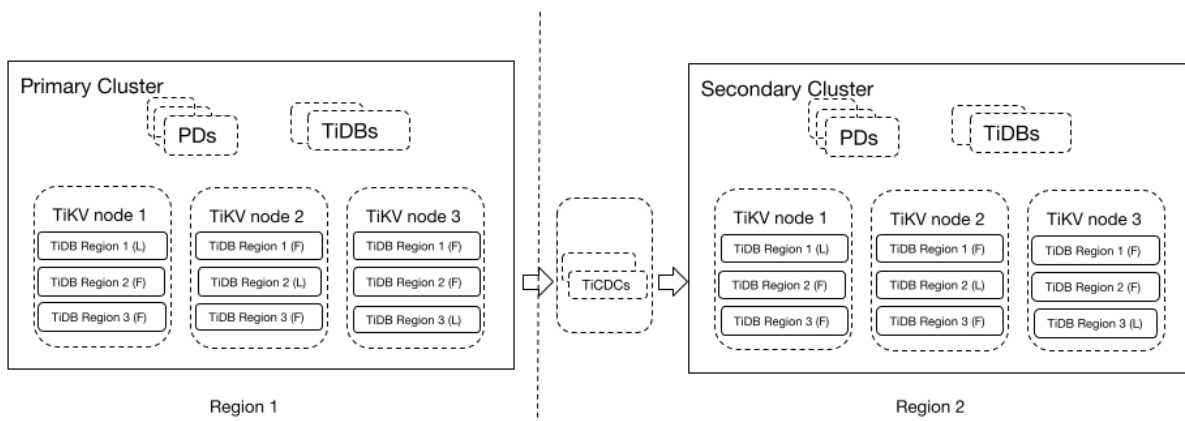 Primary Cluster
PDs
TiDBs
TiKV node 1
TiDB Region 1 (L)
TiDB Region 2 (F)
TiDB Region 3 (F)
TiKV node 2
TiDB Region 1 (F)
TiDB Region 2 (L)
TiDB Region 3 (F)
TiKV node 3
TiDB Region 1 (F)
TiDB Region 2 (F)
TiDB Region 3 (L)
Region 1
TiCDCs
Secondary Cluster
PDs
TiDBs
TiKV node 1
TiDB Region 1 (L)
TiDB Region 2 (F)
TiDB Region 3 (F)
TiKV node 2
TiDB Region 1 (F)
TiDB Region 2 (L)
TiDB Region 3 (F)
TiKV node 3
TiDB Region 1 (F)
TiDB Region 2 (F)
TiDB Region 3 (L)
Region 2